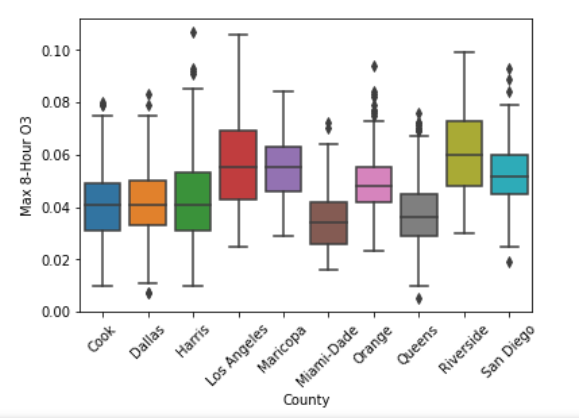 Max 8-Hour O3
0.10
0.08
0.06
0.04
0.02
0.00
Cook
Dallas
Harris
Los Angeles
Maricopa
Miami-Dade
Orange
Queens
Riverside
San Diego
County